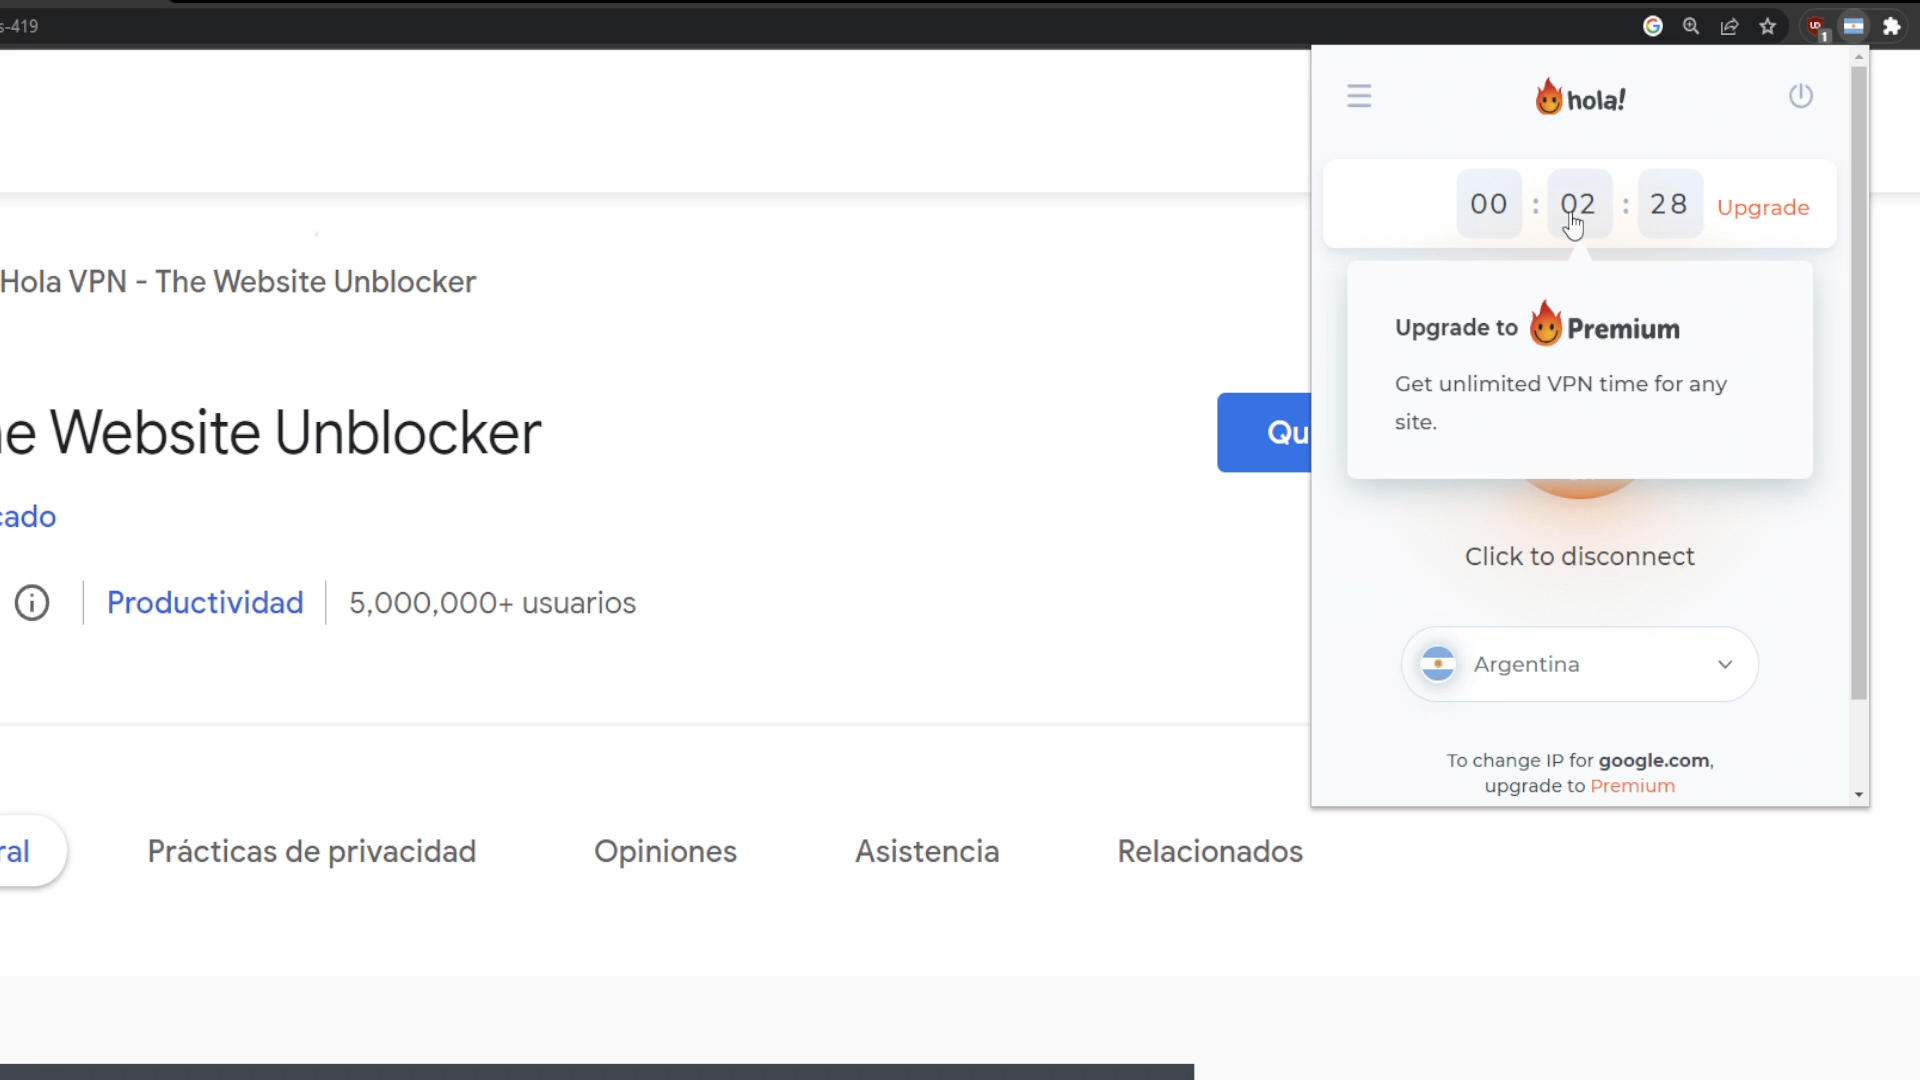 s-419
1
hola!
00 : 02 : 28 Upgrade
Hola VPN - The Website Unblocker
Upgrade to Premium
Get unlimited VPN time for any
site.
e Website Unblocker
Qu
cado
Click to disconnect
Productividad
5,000,000+ usuarios
Argentina
To change IP for google.com,
upgrade to Premium
ral
Prácticas de privacidad
Opiniones
Asistencia
Relacionados